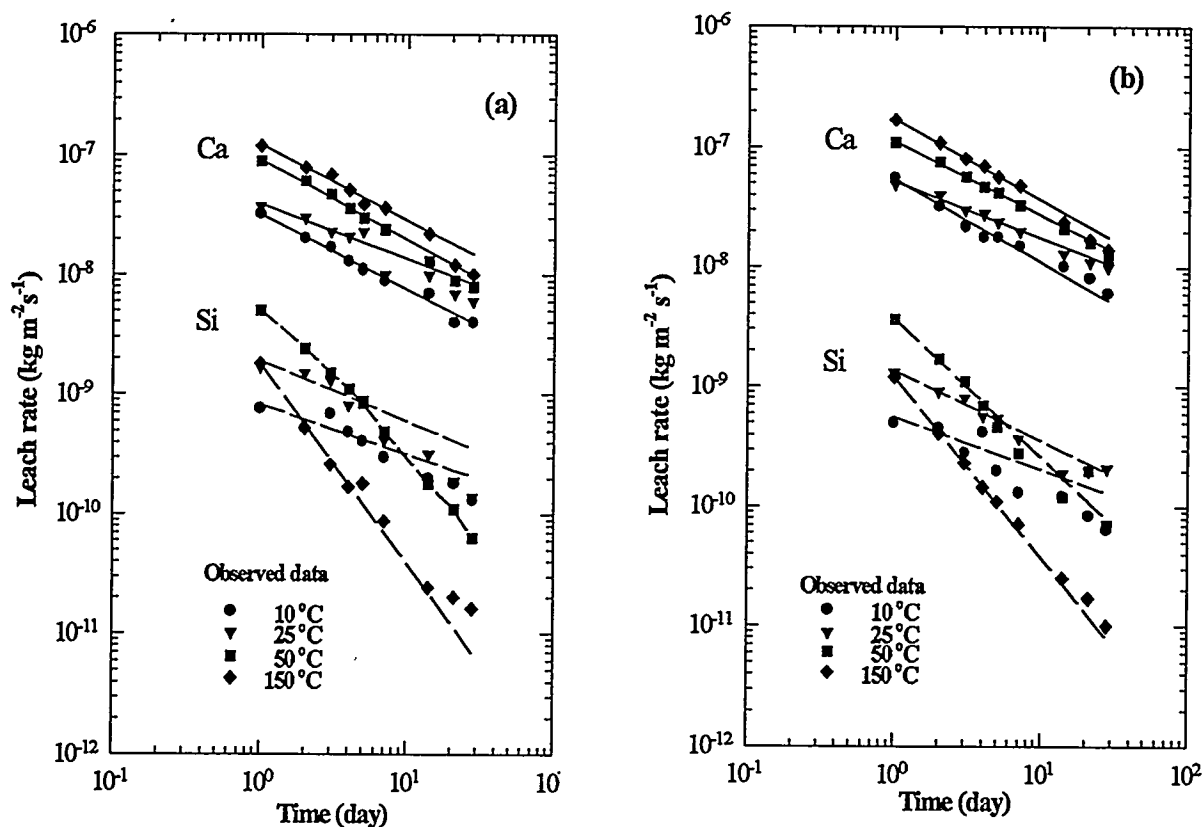 10⁻⁶
10⁻⁷
10⁻⁸
10⁻⁹
10⁻¹⁰
10⁻¹¹
10⁻¹²
Leach rate (kg m⁻² s⁻¹)
(a)
Ca
Si
Observed data
10 °C
25 °C
50 °C
150 °C
10⁻¹ 10⁰ 10¹ 10
Time (day)
10⁻⁶
10⁻⁷
10⁻⁸
10⁻⁹
10⁻¹⁰
10⁻¹¹
10⁻¹²
Leach rate (kg m⁻² s⁻¹)
(b)
Ca
Si
Observed data
10 °C
25 °C
50 °C
150 °C
10⁻¹ 10⁰ 10¹ 10²
Time (day)